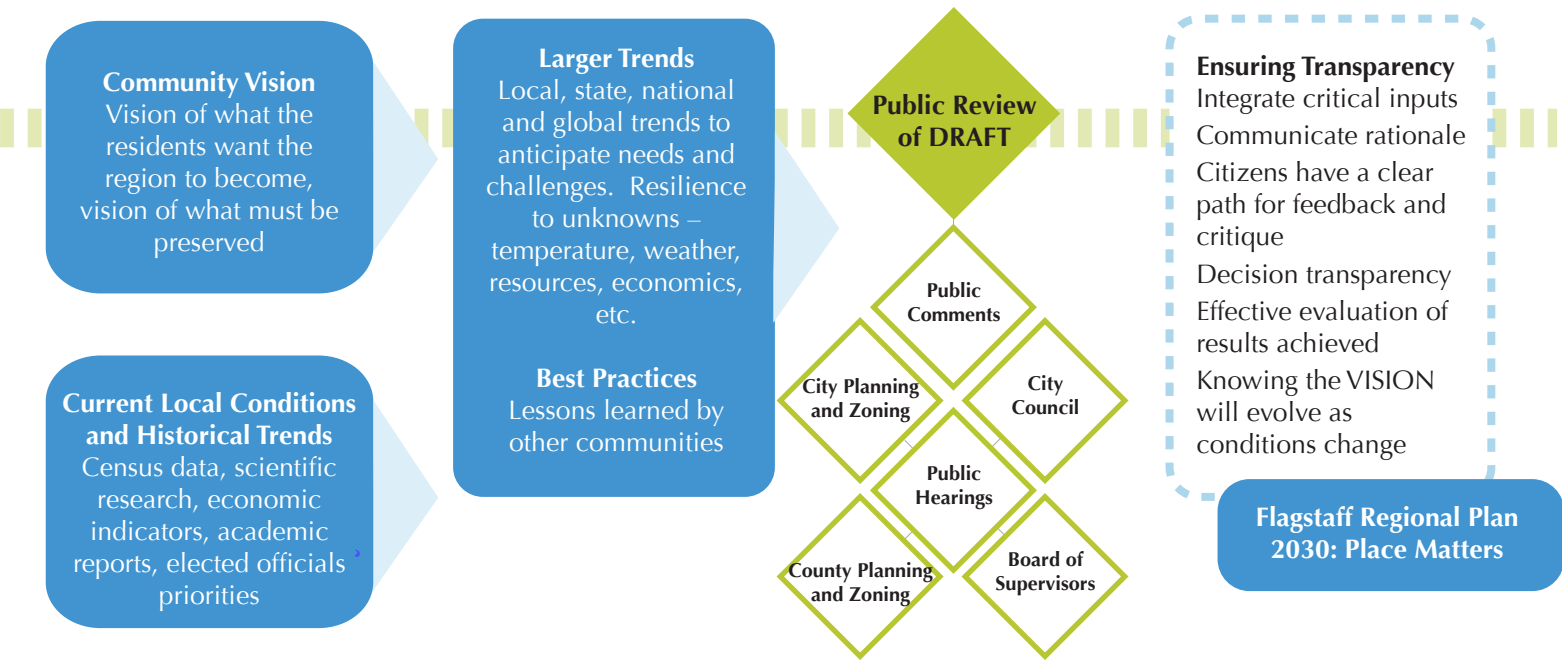 Community Vision
Vision of what the
residents want the
region to become,
vision of what must be
preserved
Current Local Conditions
and Historical Trends
Census data, scientific
research, economic
indicators, academic
reports, elected officials
priorities
Larger Trends
Local, state, national
and global trends to
anticipate needs and
challenges.  Resilience
to unknowns –
temperature, weather,
resources, economics,
etc.
Best Practices
Lessons learned by
other communities
Public Review
of DRAFT
Public
Comments
City Planning
and Zoning
City
Council
Public
Hearings
County Planning
and Zoning
Board of
Supervisors
Ensuring Transparency
Integrate critical inputs
Communicate rationale
Citizens have a clear
path for feedback and
critique
Decision transparency
Effective evaluation of
results achieved
Knowing the VISION
will evolve as
conditions change
Flagstaff Regional Plan
2030: Place Matters